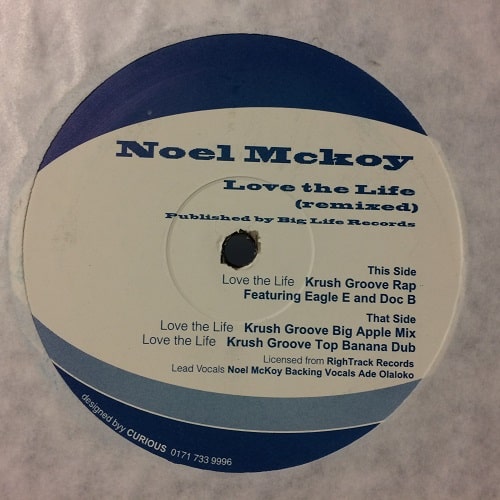 Noel Mckoy
Love the Life
(remixed)
Published by Big Life Records
This Side
Love the Life Krush Groove Rap
Featuring Eagle E and Doc B
That Side
Love the Life Krush Groove Big Apple Mix
Love the Life Krush Groove Top Banana Dub
Licensed from RighTrack Records
Lead Vocals Noel McKoy Backing Vocals Ade Olaloko
designed byy CURIOUS 0171 733 9996